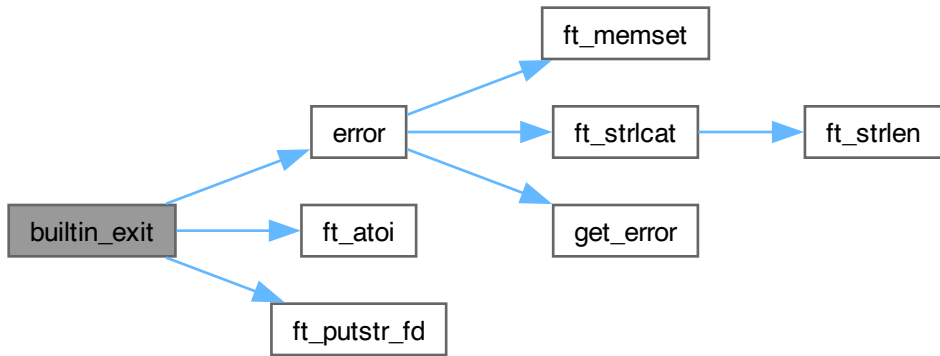 ft_memset
error
ft_strlcat
ft_strlen
builtin_exit
ft_atoi
get_error
ft_putstr_fd